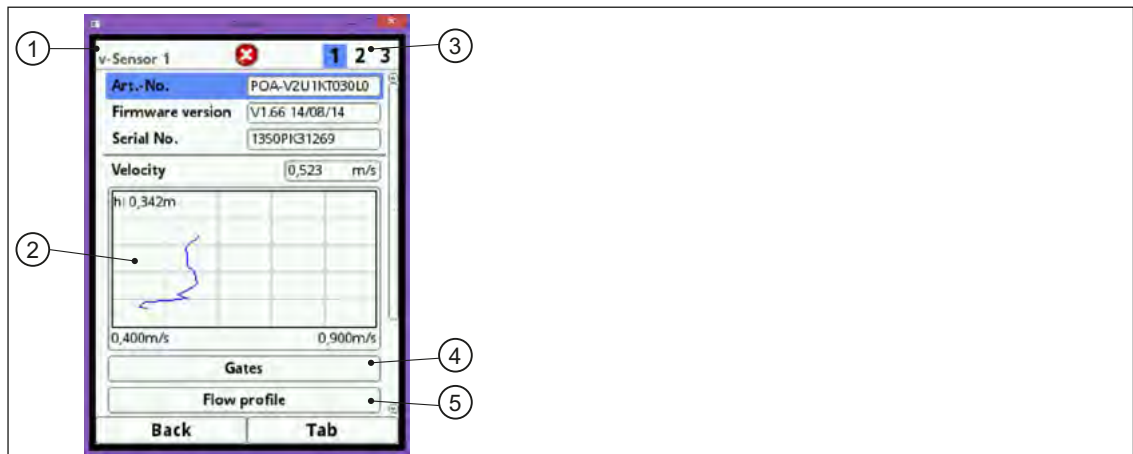 1
3
v-Sensor 1
1 2 3
Art.-No. POA-V2U1KT030L0
Firmware version V1.66 14/08/14
Serial No. 1350PK31269
Velocity 0,523 m/s
h: 0,342m
2
0,400m/s 0,900m/s
Gates
4
Flow profile
5
Back Tab